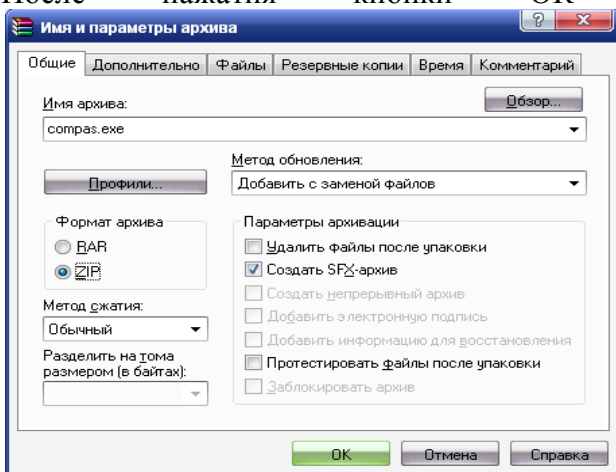 После нажатия кнопки ОК
Имя и параметры архива
Общие Дополнительно Файлы Резервные копии Время Комментарий
Имя архива:
Обзор...
compas.exe
Метод обновления:
Профили...
Добавить с заменой файлов
Формат архива
Параметры архивации
RAR
Удалить файлы после упаковки
ZIP
Создать SFX-архив
Создать непрерывный архив
Метод сжатия:
Добавить электронную подпись
Обычный
Добавить информацию для восстановления
Разделить на тома
размером (в байтах):
Протестировать файлы после упаковки
Заблокировать архив
OK Отмена Справка